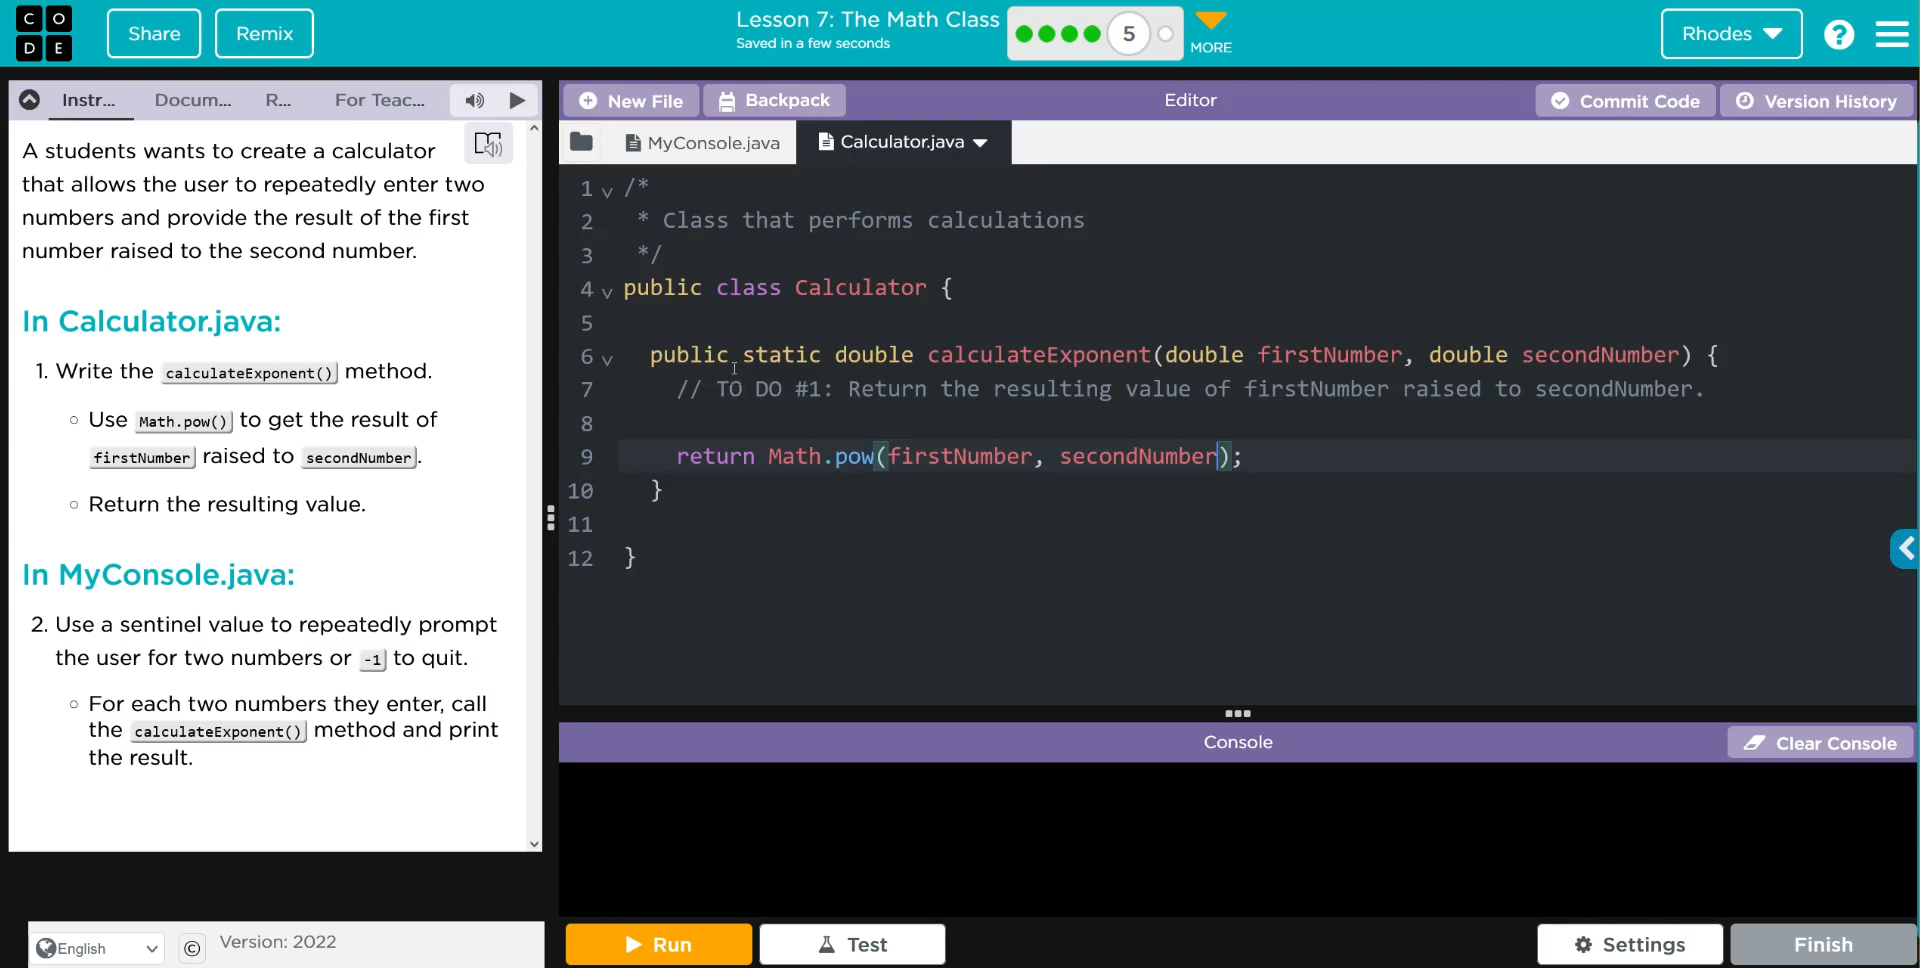 C O
D E
Share
Remix
Lesson 7: The Math Class
Saved in a few seconds
5
MORE
Rhodes
?
Instr...
Docum...
R...
For Teac...
New File
Backpack
Editor
Commit Code
Version History
MyConsole.java
Calculator.java
A students wants to create a calculator
that allows the user to repeatedly enter two
numbers and provide the result of the first
number raised to the second number.
In Calculator.java:
1. Write the calculateExponent() method.
Use Math.pow() to get the result of
firstNumber raised to secondNumber.
Return the resulting value.
In MyConsole.java:
2. Use a sentinel value to repeatedly prompt
the user for two numbers or -1 to quit.
For each two numbers they enter, call
the calculateExponent() method and print
the result.
1 /*
2 * Class that performs calculations
3 */
4 public class Calculator {
5
6 public static double calculateExponent(double firstNumber, double secondNumber) {
7 // TO DO #1: Return the resulting value of firstNumber raised to secondNumber.
8
9 return Math.pow(firstNumber, secondNumber);
10 }
11
12 }
Console
Clear Console
English
©
Version: 2022
Run
Test
Settings
Finish